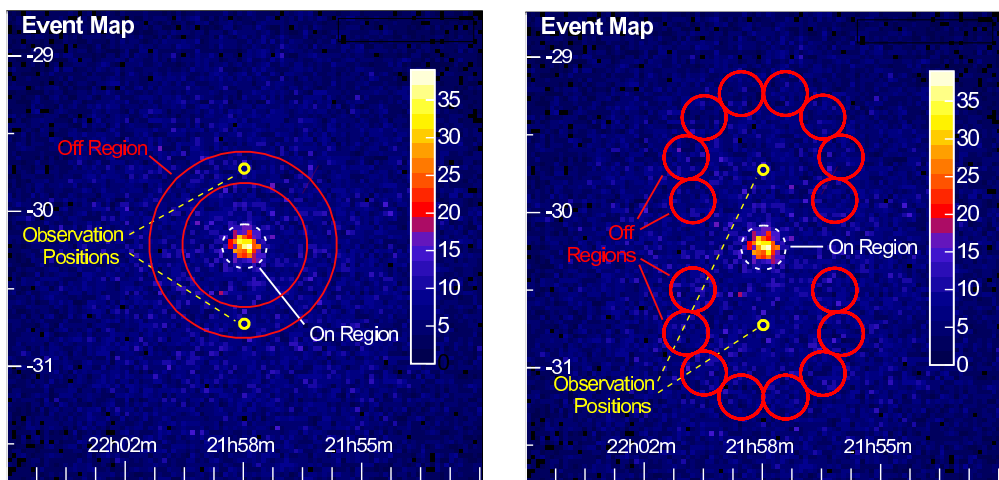 Event Map
-29
Off Region
-30
Observation
Positions
On Region
-31
22h02m 21h58m 21h55m
35
30
25
20
15
10
5
0
Event Map
-29
-30
Off
Regions
On Region
-31
Observation
Positions
22h02m 21h58m 21h55m
35
30
25
20
15
10
5
0